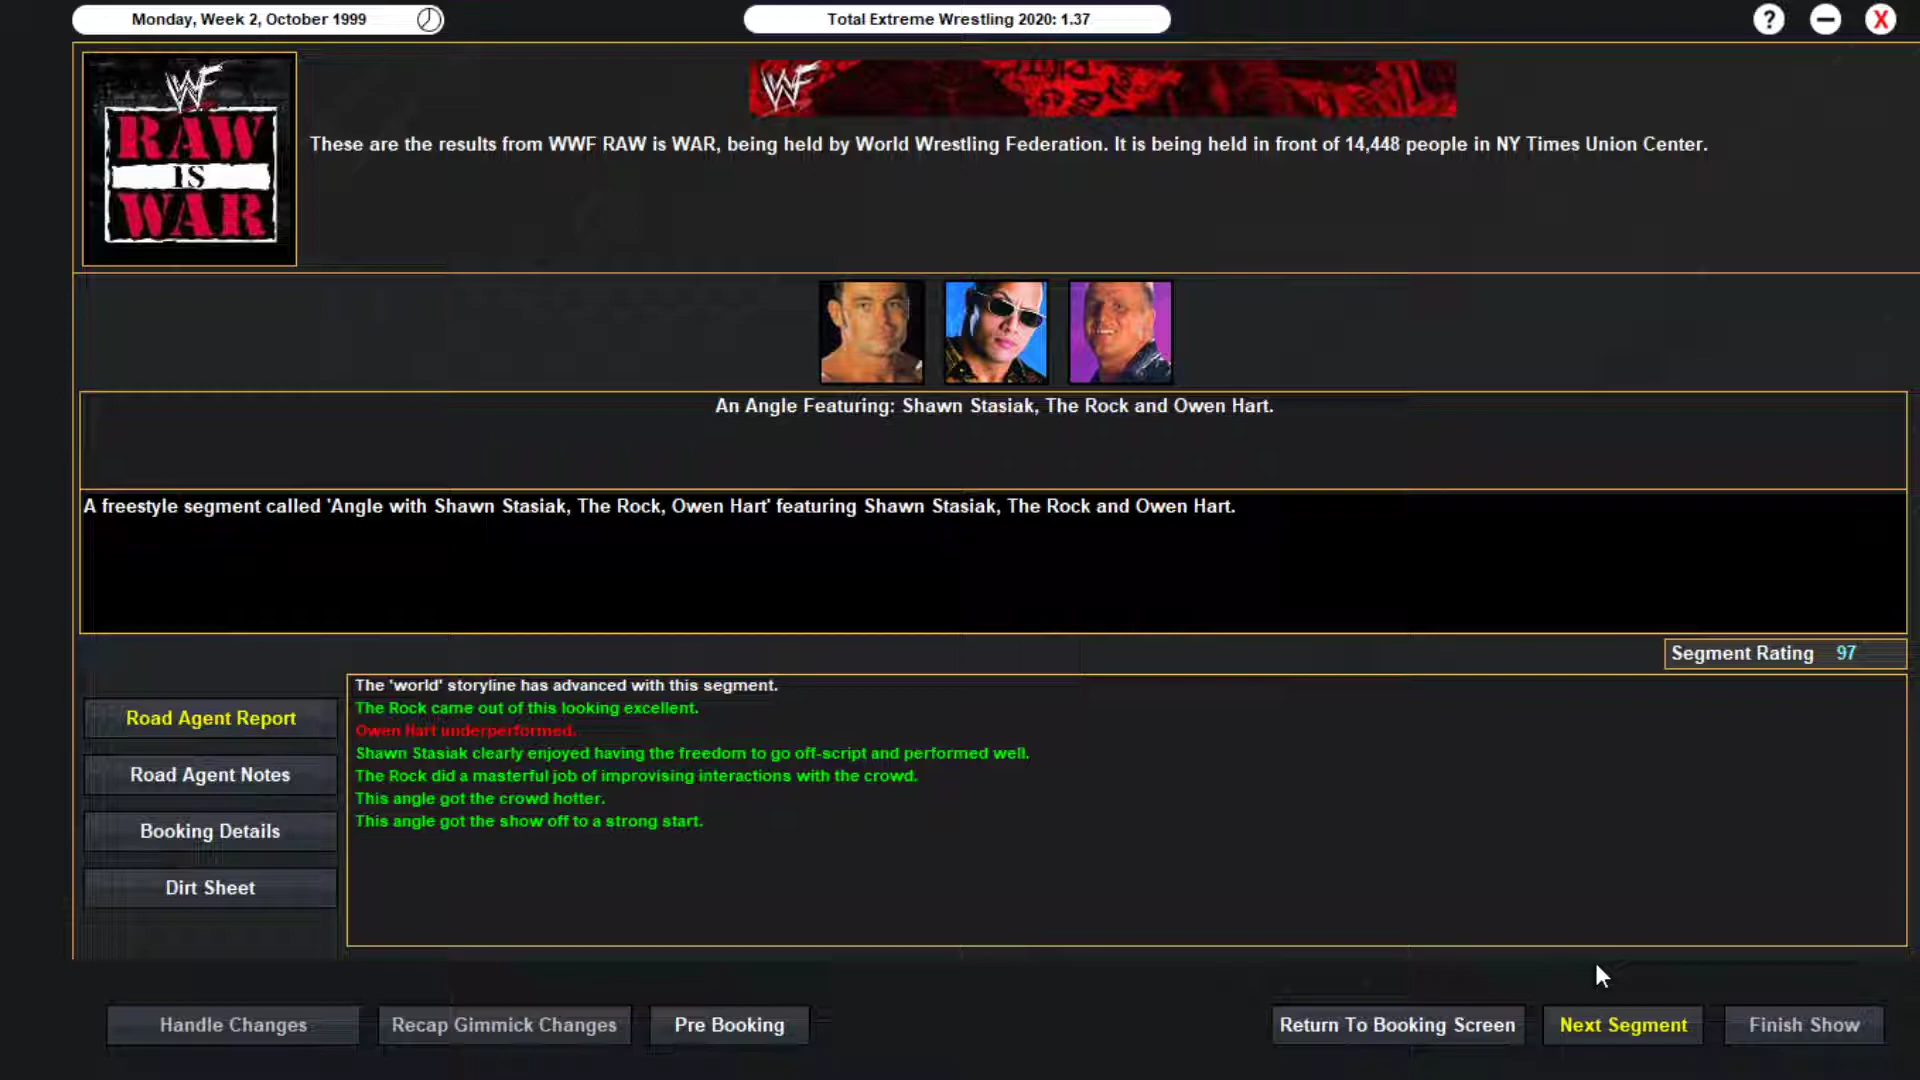 Monday, Week 2, October 1999
Total Extreme Wrestling 2020: 1.37
?
X
WF
RAW
IS
WAR
WF
These are the results from WWF RAW is WAR, being held by World Wrestling Federation. It is being held in front of 14,448 people in NY Times Union Center.
An Angle Featuring: Shawn Stasiak, The Rock and Owen Hart.
A freestyle segment called 'Angle with Shawn Stasiak, The Rock, Owen Hart' featuring Shawn Stasiak, The Rock and Owen Hart.
Segment Rating 97
Road Agent Report
Road Agent Notes
Booking Details
Dirt Sheet
The 'world' storyline has advanced with this segment.
The Rock came out of this looking excellent.
Owen Hart underperformed.
Shawn Stasiak clearly enjoyed having the freedom to go off-script and performed well.
The Rock did a masterful job of improvising interactions with the crowd.
This angle got the crowd hotter.
This angle got the show off to a strong start.
Handle Changes
Recap Gimmick Changes
Pre Booking
Return To Booking Screen
Next Segment
Finish Show